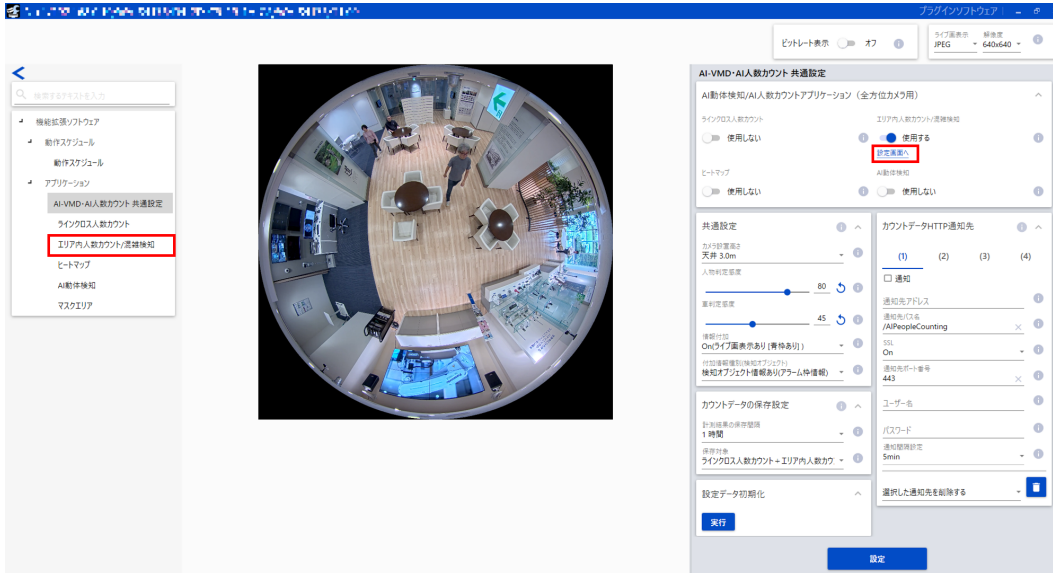 プラグインソフトウェア
ビットレート表示 オフ
ライブ画表示 解像度
JPEG 640x640
検索するテキストを入力
機能拡張ソフトウェア
動作スケジュール
動作スケジュール
アプリケーション
AI-VMD・AI人数カウント 共通設定
ラインクロス人数カウント
エリア内人数カウント/混雑検知
ヒートマップ
AI動体検知
マスクエリア
AI-VMD・AI人数カウント 共通設定
AI動体検知/AI人数カウントアプリケーション（全方位カメラ用）
ラインクロス人数カウント
使用しない
エリア内人数カウント/混雑検知
使用する
設定画面へ
ヒートマップ
使用しない
AI動体検知
使用しない
共通設定
カメラ設置高さ
天井 3.0m
人物判定感度
80
車判定感度
45
情報付加
On(ライブ画表示あり [青枠あり] )
付加情報種別(検知オブジェクト)
検知オブジェクト情報あり(アラーム枠情報)
カウントデータの保存設定
計測結果の保存間隔
1 時間
保存対象
ラインクロス人数カウント + エリア内人数カウ
設定データ初期化
実行
カウントデータHTTP通知先
(1) (2) (3) (4)
通知
通知先アドレス
通知先パス名
/AIPeopleCounting
SSL
On
通知先ポート番号
443
ユーザー名
パスワード
通知間隔設定
5min
選択した通知先を削除する
設定